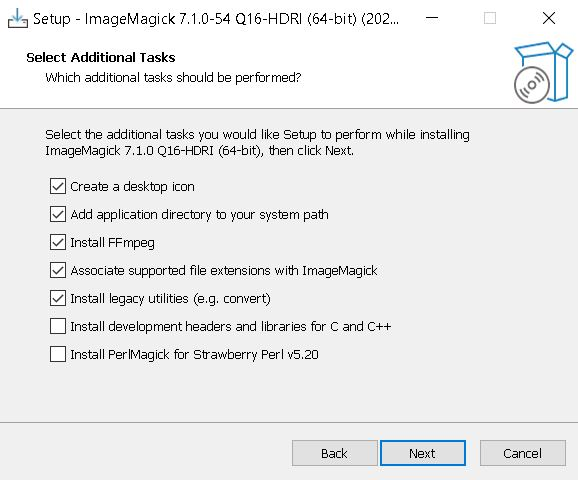 Setup - ImageMagick 7.1.0-54 Q16-HDRI (64-bit) (202...
Select Additional Tasks
Which additional tasks should be performed?
Select the additional tasks you would like Setup to perform while installing
ImageMagick 7.1.0 Q16-HDRI (64-bit), then click Next.
Create a desktop icon
Add application directory to your system path
Install FFmpeg
Associate supported file extensions with ImageMagick
Install legacy utilities (e.g. convert)
Install development headers and libraries for C and C++
Install PerlMagick for Strawberry Perl v5.20
Back Next Cancel